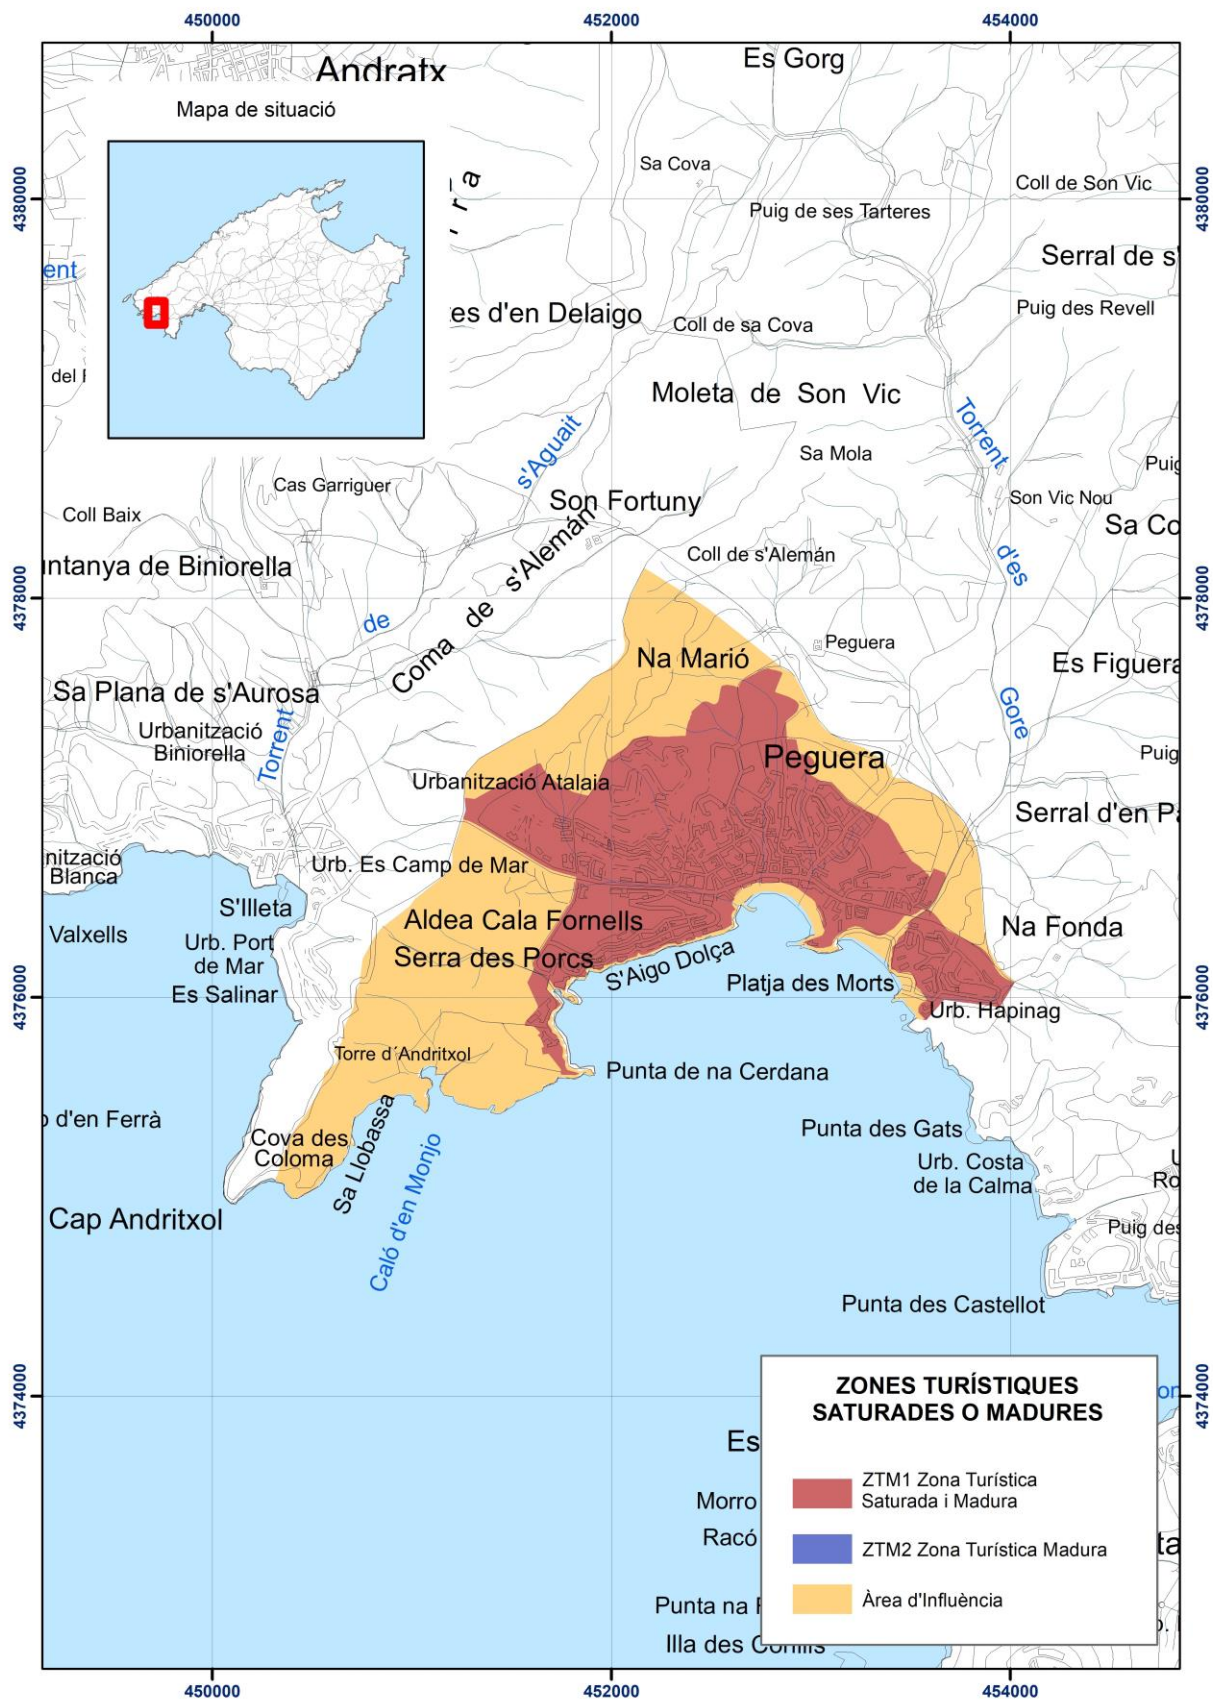 450000
452000
454000
Andratx
Es Gorg
Mapa de situació
Sa Cova
Coll de Son Vic
4380000
4380000
Puig de ses Tarteres
Serral de s'
ent
Puig des Revell
es d'en Delaigo
Coll de sa Cova
del
Moleta de Son Vic
Torrent
s'Aguait
Sa Mola
Puig
Cas Garriguer
Son Fortuny
Son Vic Nou
Coll Baix
Sa Co
Coll de s'Alemán
untanya de Biniorella
d'es
Coma de s'Alemán
4378000
4378000
de
Peguera
Na Marió
Es Figuera
Sa Plana de s'Aurosa
Gore
Urbanització
Biniorella
Torrent
Peguera
Puig
Urbanització Atalaia
Serral d'en Pa
nització
Blanca
Urb. Es Camp de Mar
S'Illeta
Aldea Cala Fornells
Na Fonda
Valxells
Urb. Port
de Mar
Serra des Porcs
S'Aigo Dolça
Platja des Morts
Es Salinar
4376000
4376000
Urb. Hapinag
Torre d´Andritxol
Punta de na Cerdana
o d'en Ferrà
Punta des Gats
Cova des
Coloma
Sa Llobassa
Urb. Costa
de la Calma
Ro
Cap Andritxol
Caló d'en Monjo
Puig des
Punta des Castellot
ZONES TURÍSTIQUES
SATURADES O MADURES
4374000
4374000
on
Es
ZTM1 Zona Turística
Saturada i Madura
Morro
Racó
ZTM2 Zona Turística Madura
ta
Àrea d'Influència
Punta na
Illa des Conills
450000
452000
454000